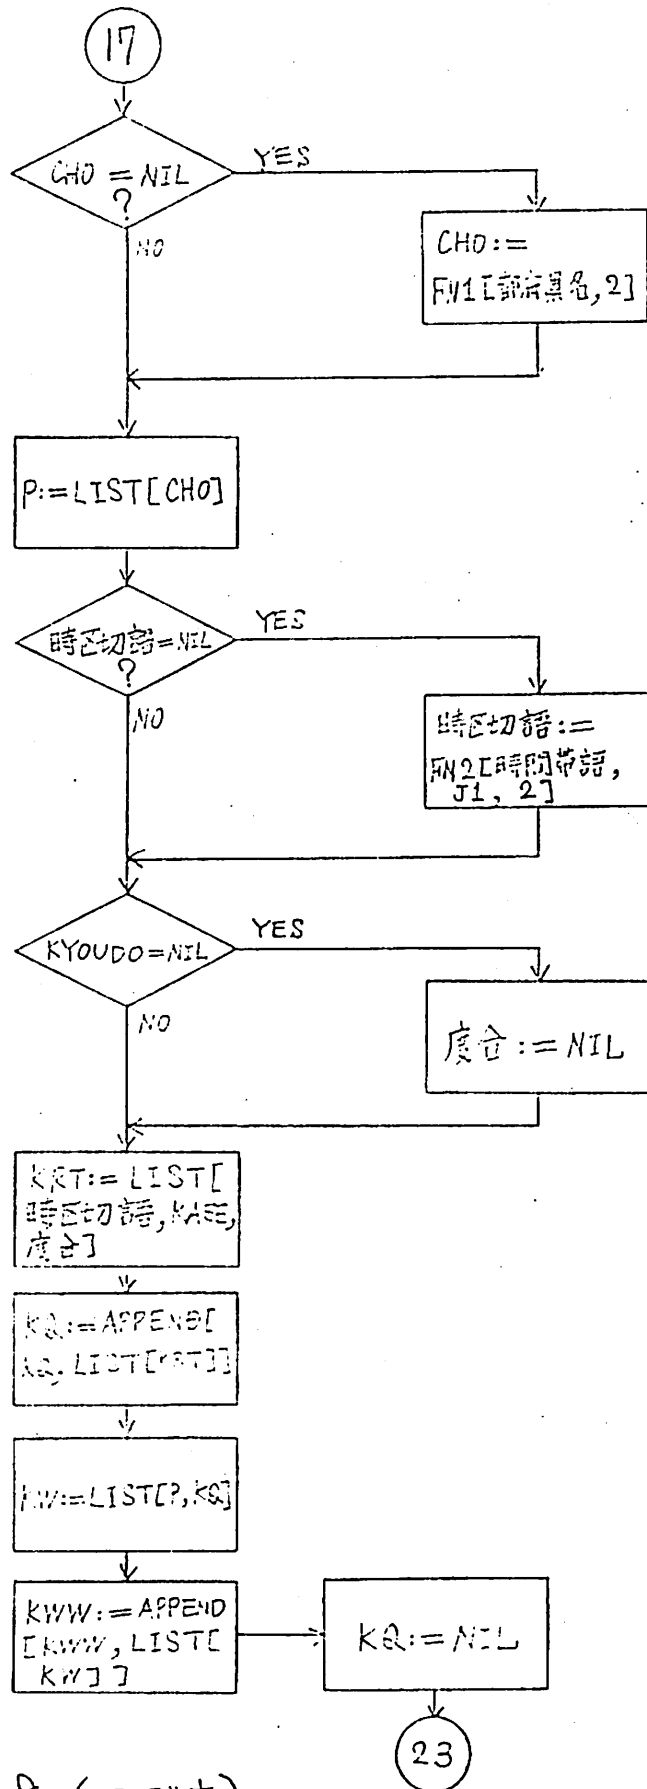 17
CHO = NIL
?
YES
NO
CHO :=
FN1[都府県名, 2]
P:=LIST[CHO]
時区切語=NIL
?
YES
NO
時区切語:=
FN2[時間帯語,
J1, 2]
KYOUDO=NIL
YES
NO
度合:=NIL
KRT:= LIST[
時区切語, KAZE,
度合]
KQ:=APPEND[
KQ, LIST[KRT]]
KW:=LIST[P, KQ]
KWW:=APPEND
[KWW, LIST[
KW]]
KQ:=NIL
23